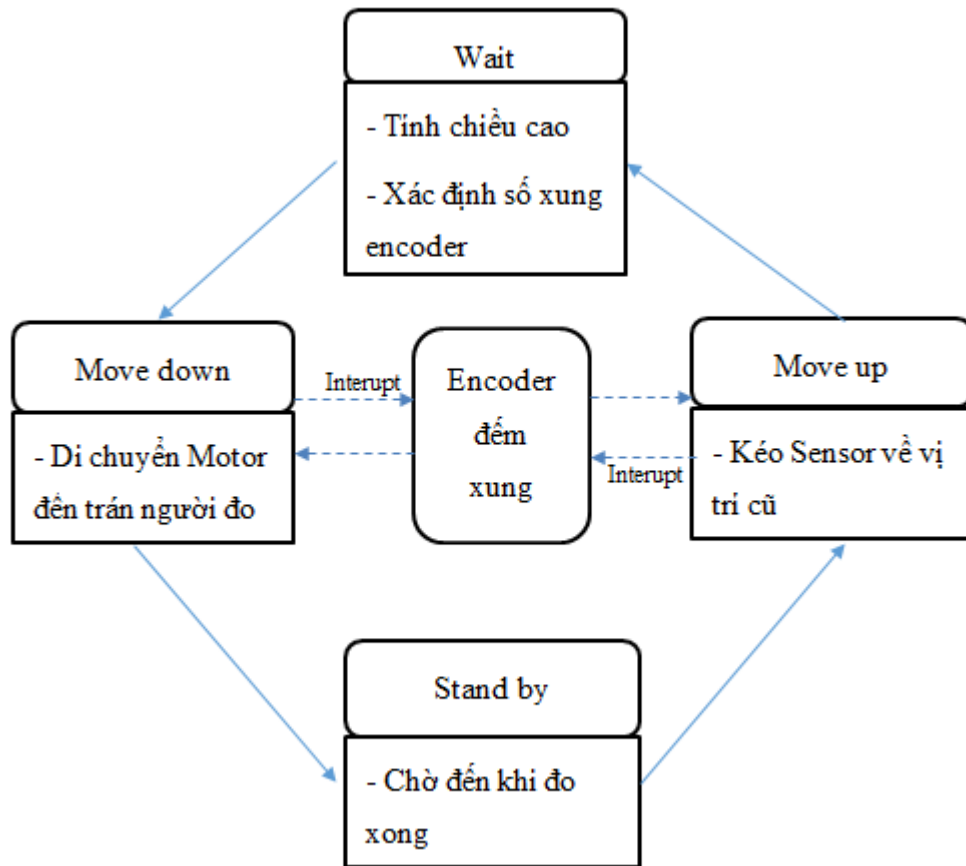 Wait
- Tính chiều cao
- Xác định số xung
encoder
Move down
- Di chuyển Motor
đến trán người đo
Interupt
Encoder
đếm
xung
Interupt
Move up
- Kéo Sensor về vị
trí cũ
Stand by
- Chờ đến khi đo
xong